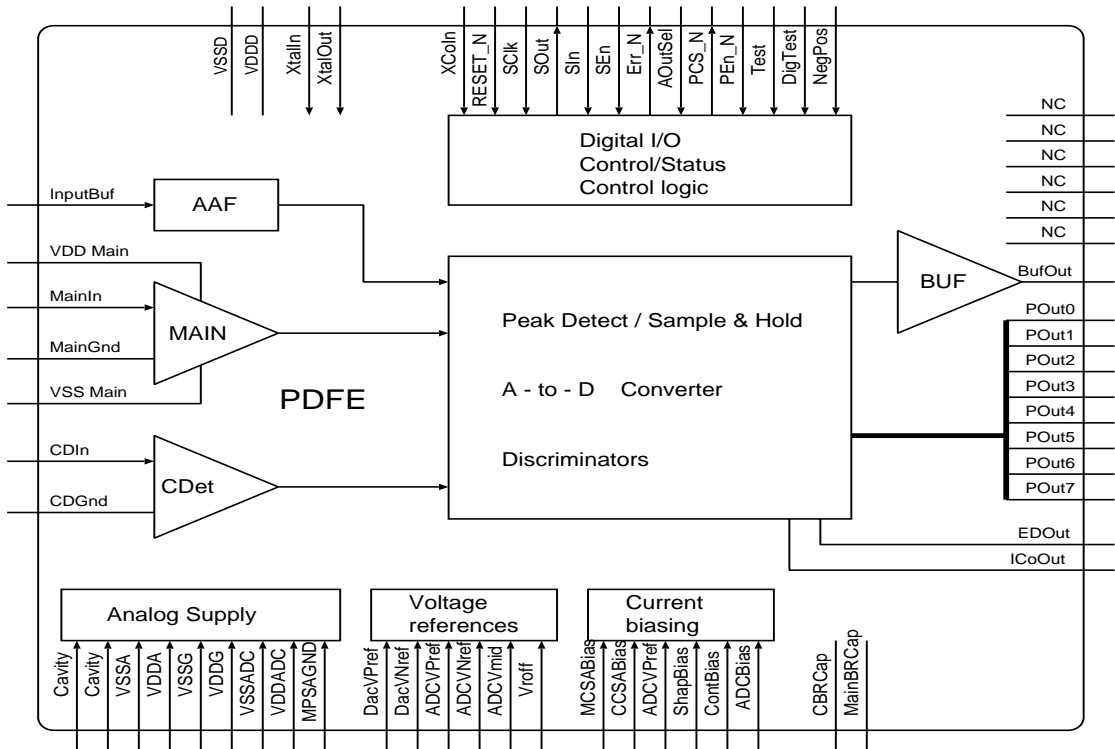 VSSD
VDDD
XtalIn
XtalOut
XCoIn
RESET_N
SClk
SOut
SIn
SEn
Err_N
AOutSel
PCS_N
PEn_N
Test
DigTest
NegPos
Digital I/O
Control/Status
Control logic
NC
NC
NC
NC
NC
NC
InputBuf
AAF
VDD Main
MainIn
MAIN
MainGnd
VSS Main
PDFE
CDIn
CDet
CDGnd
Peak Detect / Sample & Hold
A - to - D Converter
Discriminators
BUF
BufOut
POut0
POut1
POut2
POut3
POut4
POut5
POut6
POut7
EDOut
ICoOut
Analog Supply
Cavity
Cavity
VSSA
VDDA
VSSG
VDDG
VSSADC
VDDADC
MPSAGND
Voltage
references
DacVPref
DacVNref
ADCVPref
ADCVNref
ADCVmid
Vroff
Current
biasing
MCSABias
CCSABias
ADCVPref
ShapBias
ContBias
ADCBias
CBRCap
MainBRCap